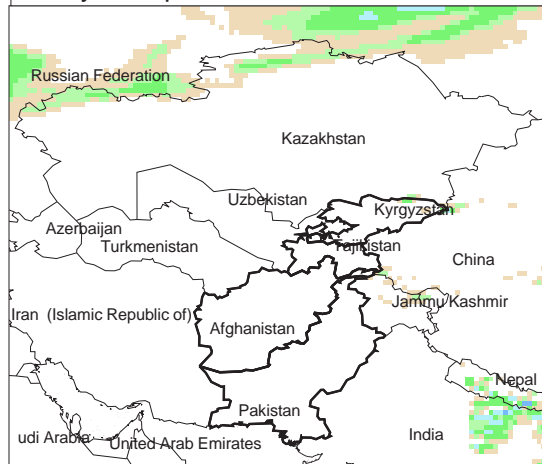 Russian Federation
Kazakhstan
Uzbekistan
Kyrgyzstan
Azerbaijan
Turkmenistan
Tajikistan
China
Jammu Kashmir
Iran (Islamic Republic of)
Afghanistan
Nepal
Pakistan
India
udi Arabia
United Arab Emirates